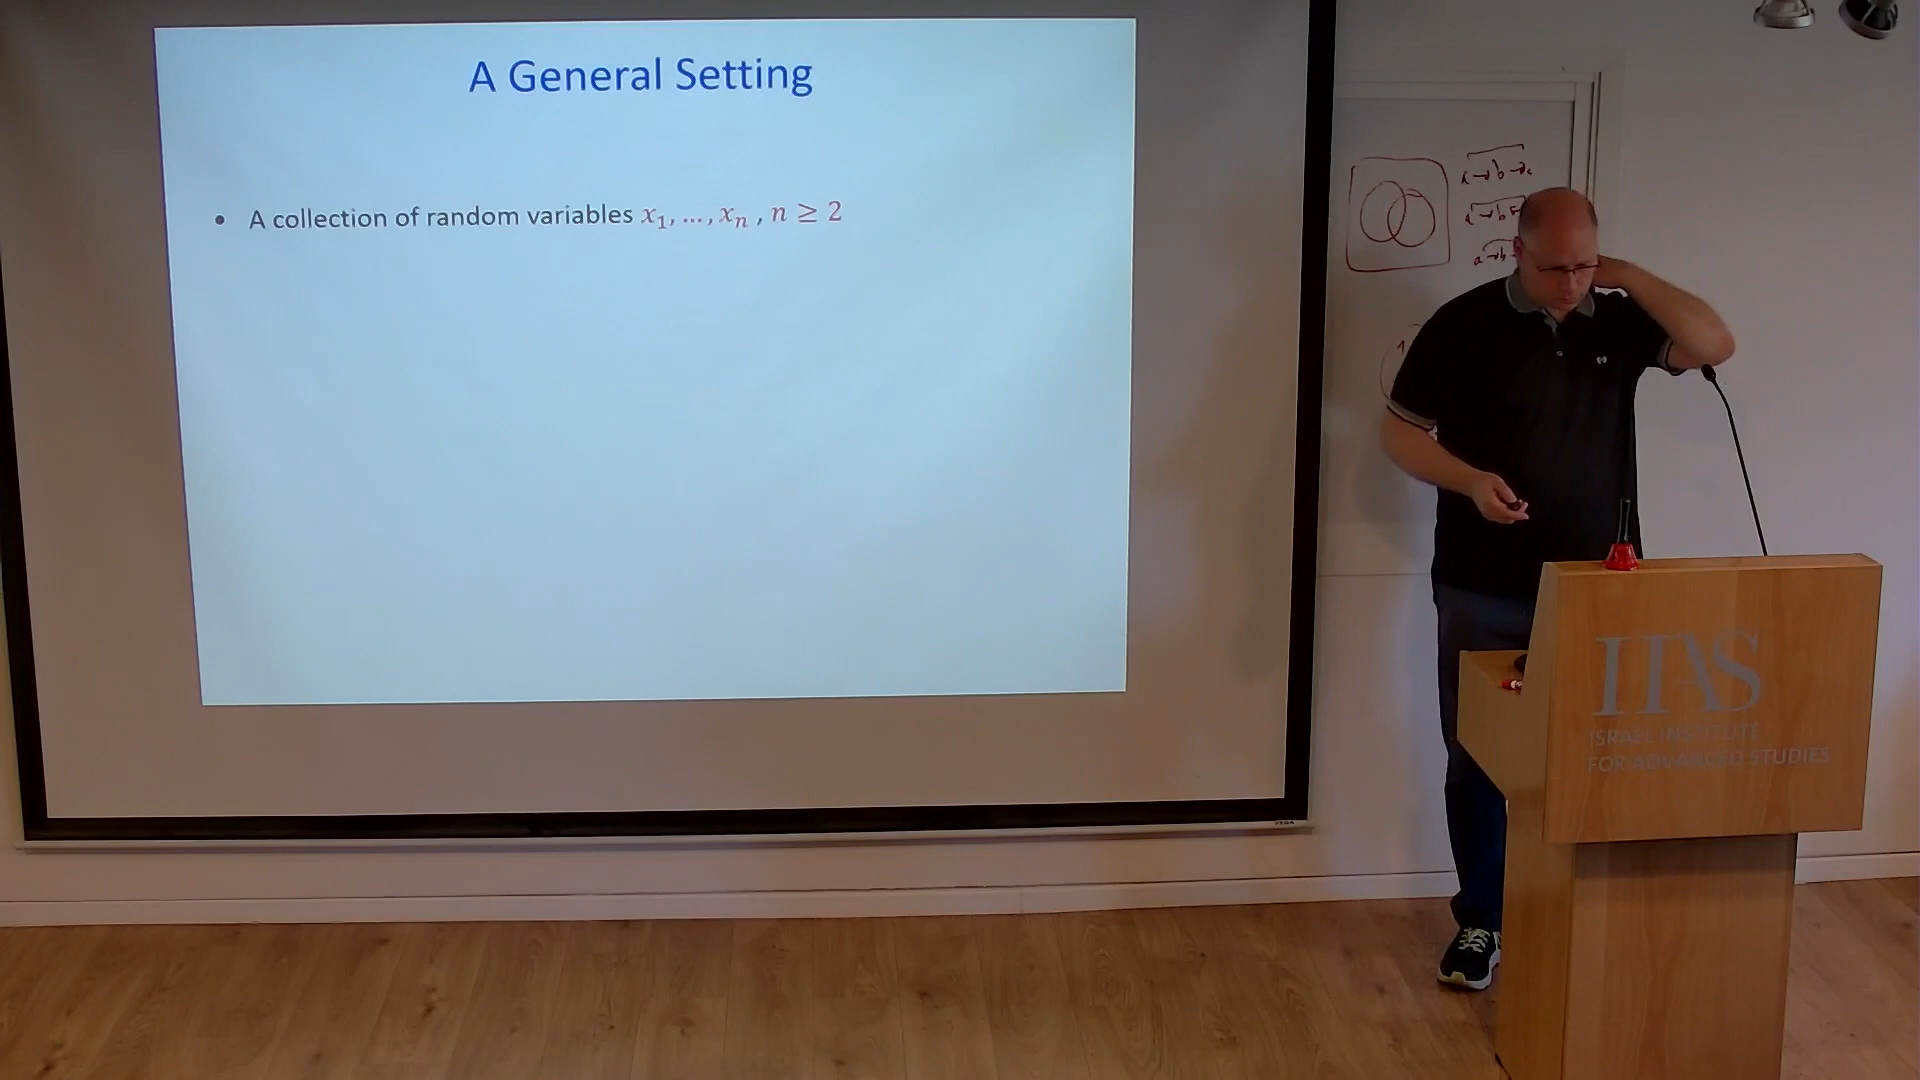 A General Setting
• A collection of random variables x₁, …, xₙ , n ≥ 2
IIAS
ISRAEL INSTITUTE
FOR ADVANCED STUDIES